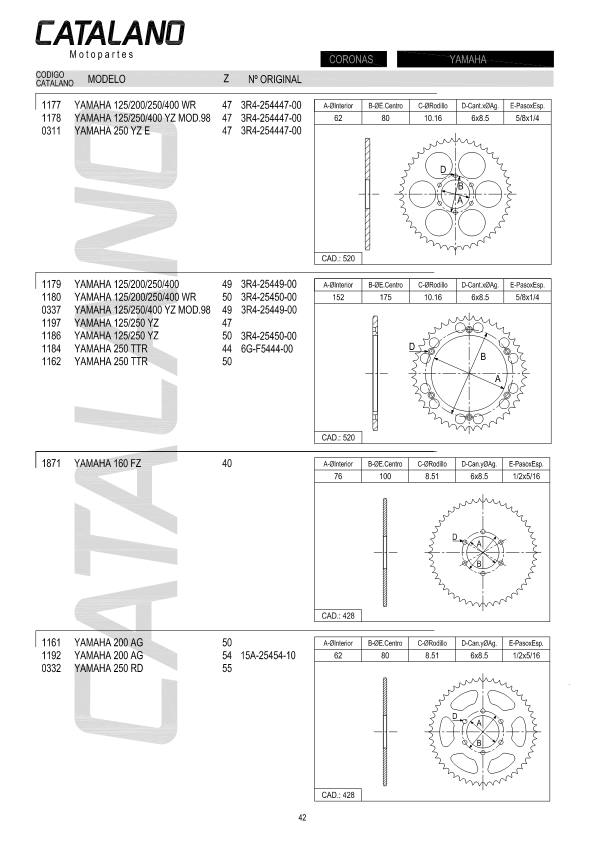 CATALANO
Motopartes
CORONAS YAMAHA
CODIGO CATALANO MODELO Z Nº ORIGINAL
1177 YAMAHA 125/200/250/400 WR 47 3R4-254447-00
1178 YAMAHA 125/250/400 YZ MOD.98 47 3R4-254447-00
0311 YAMAHA 250 YZ E 47 3R4-254447-00
A-ØInterior B-ØE.Centro C-ØRodillo D-Cant.xØAg. E-PasoxEsp.
62 80 10.16 6x8.5 5/8x1/4
D
B
A
CAD.: 520
1179 YAMAHA 125/200/250/400 49 3R4-25449-00
1180 YAMAHA 125/200/250/400 WR 50 3R4-25450-00
0337 YAMAHA 125/250/400 YZ MOD.98 49 3R4-25449-00
1197 YAMAHA 125/250 YZ 47
1186 YAMAHA 125/250 YZ 50 3R4-25450-00
1184 YAMAHA 250 TTR 44 6G-F5444-00
1162 YAMAHA 250 TTR 50
A-ØInterior B-ØE.Centro C-ØRodillo D-Cant.xØAg. E-PasoxEsp.
152 175 10.16 6x8.5 5/8x1/4
D
B
A
CAD.: 520
1871 YAMAHA 160 FZ 40
A-ØInterior B-ØE.Centro C-ØRodillo D-Can.yØAg. E-PasoxEsp.
76 100 8.51 6x8.5 1/2x5/16
D
A
B
CAD.: 428
1161 YAMAHA 200 AG 50
1192 YAMAHA 200 AG 54 15A-25454-10
0332 YAMAHA 250 RD 55
A-ØInterior B-ØE.Centro C-ØRodillo D-Can.yØAg. E-PasoxEsp.
62 80 8.51 6x8.5 1/2x5/16
D
A
B
CAD.: 428
CATALANO
42